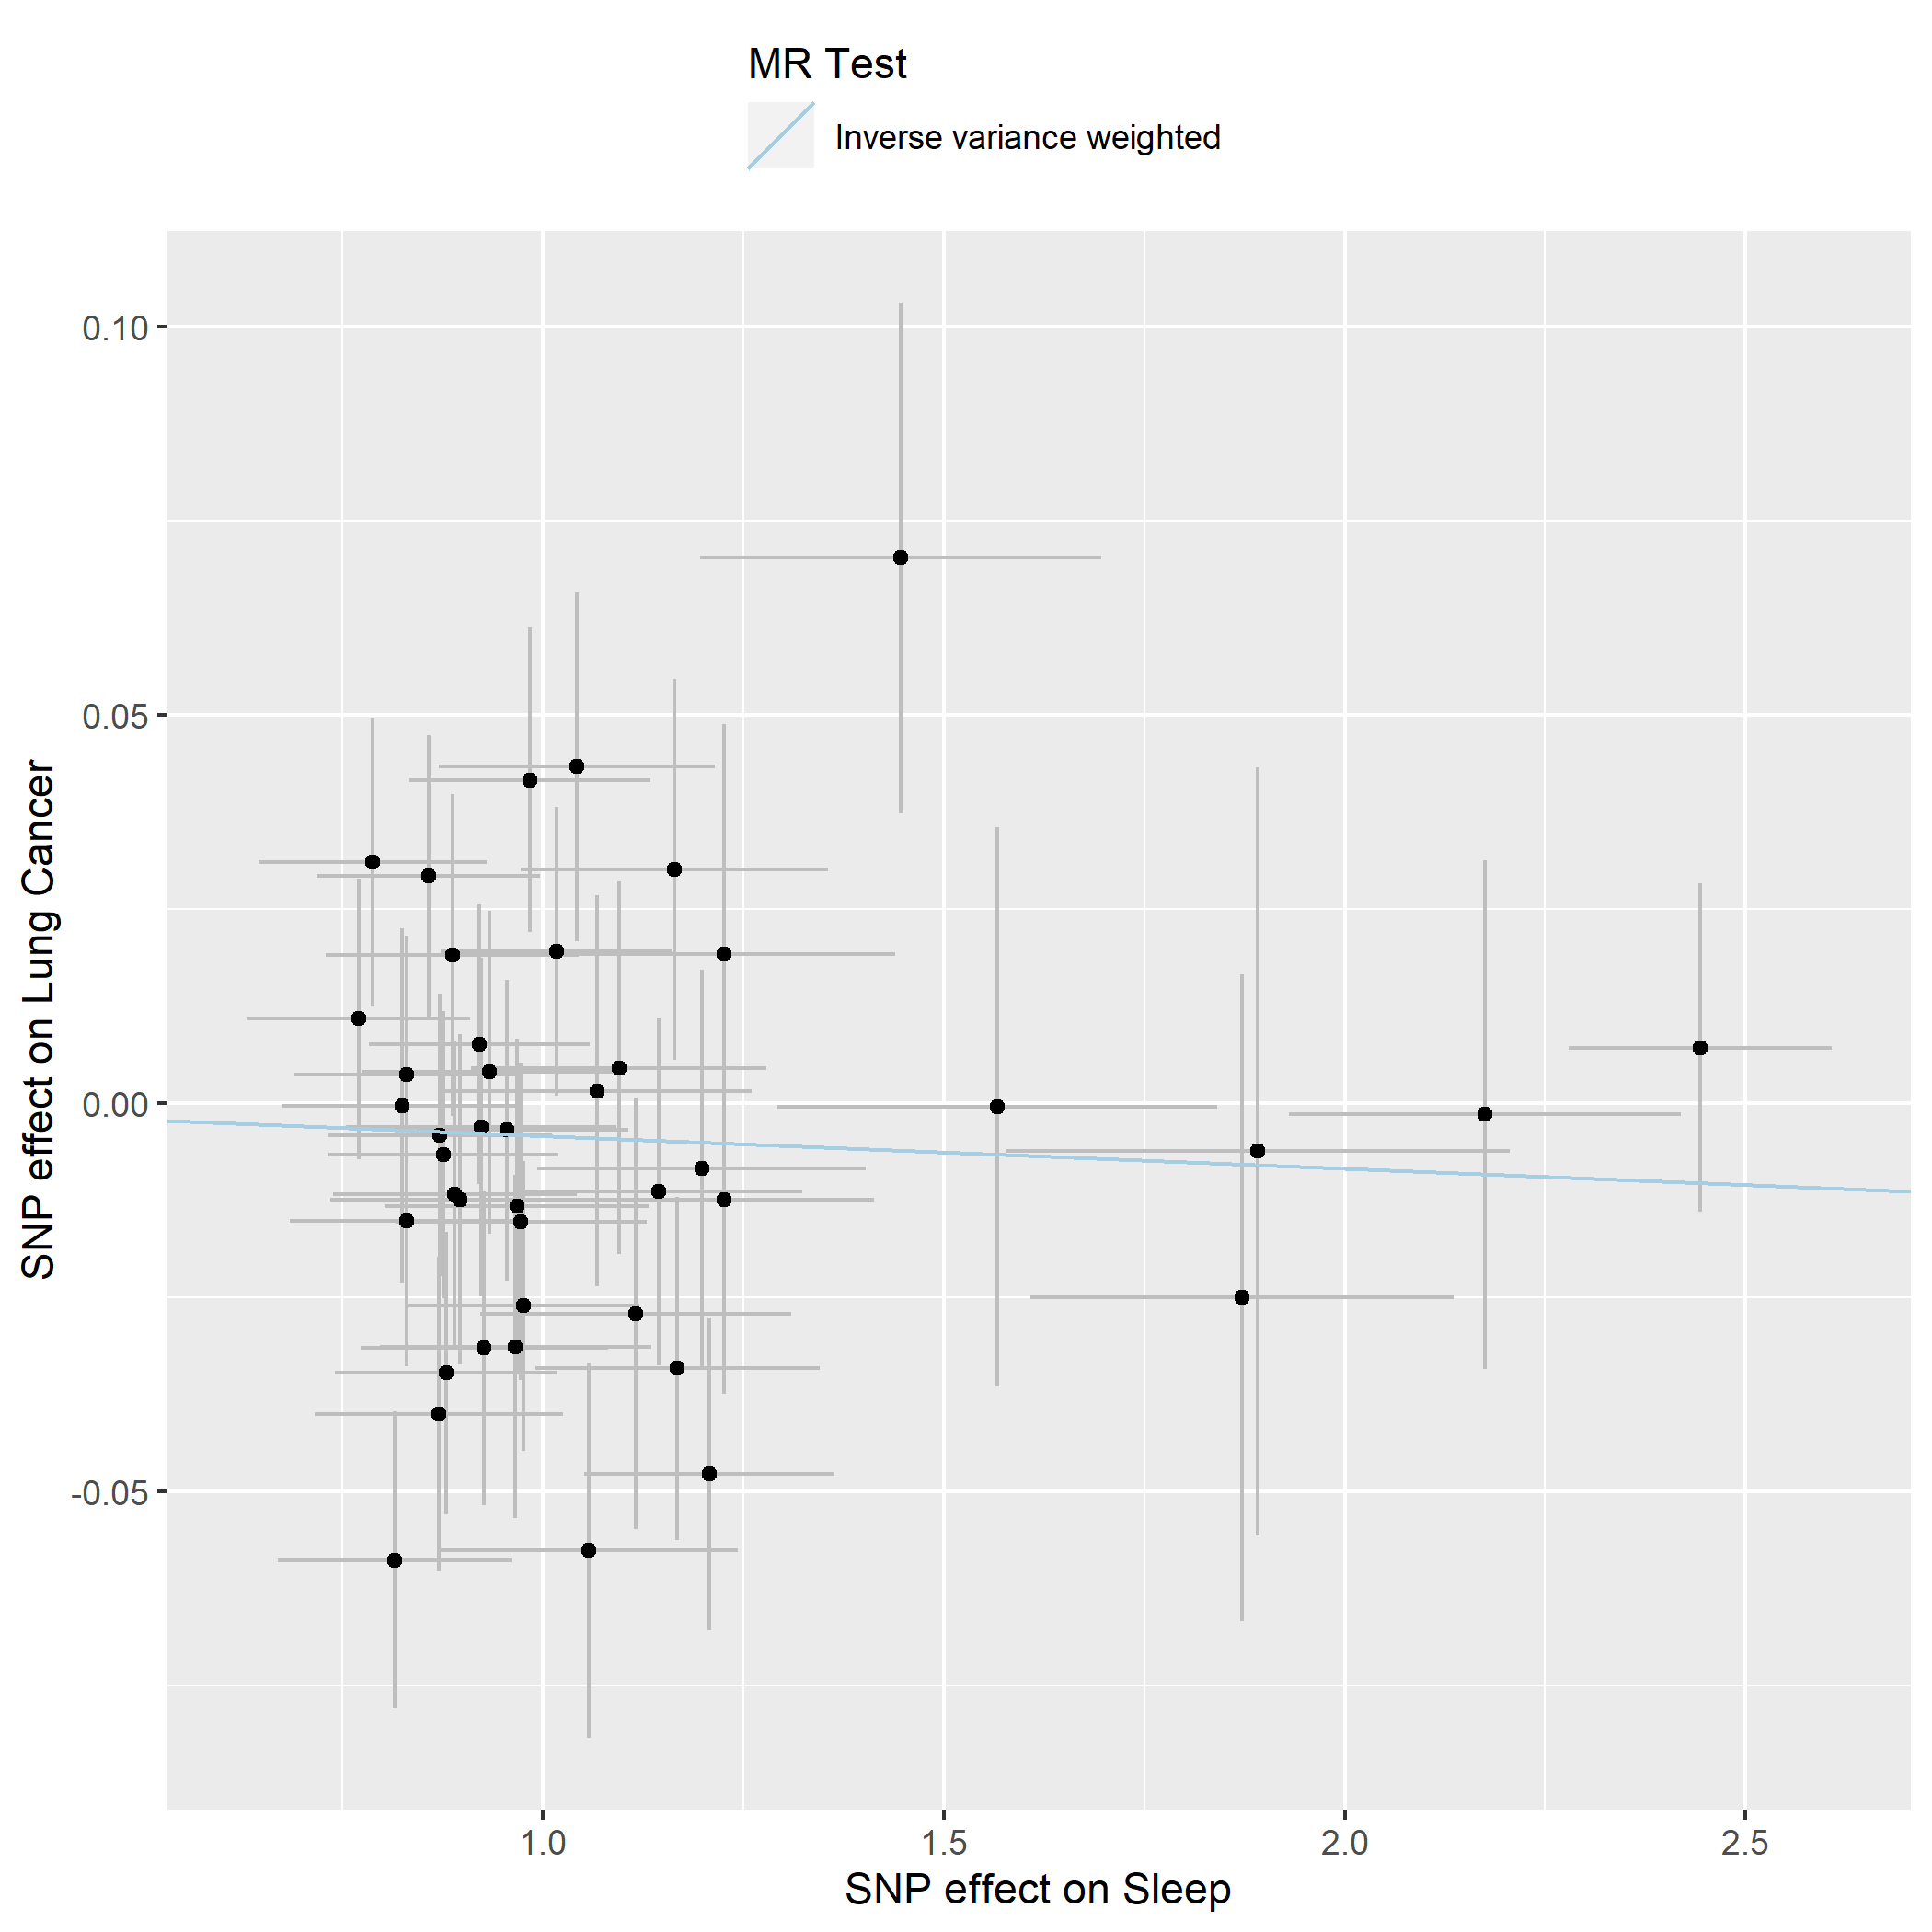 MR Test
Inverse variance weighted
0.10
0.05
0.00
-0.05
SNP effect on Lung Cancer
1.0
1.5
2.0
2.5
SNP effect on Sleep